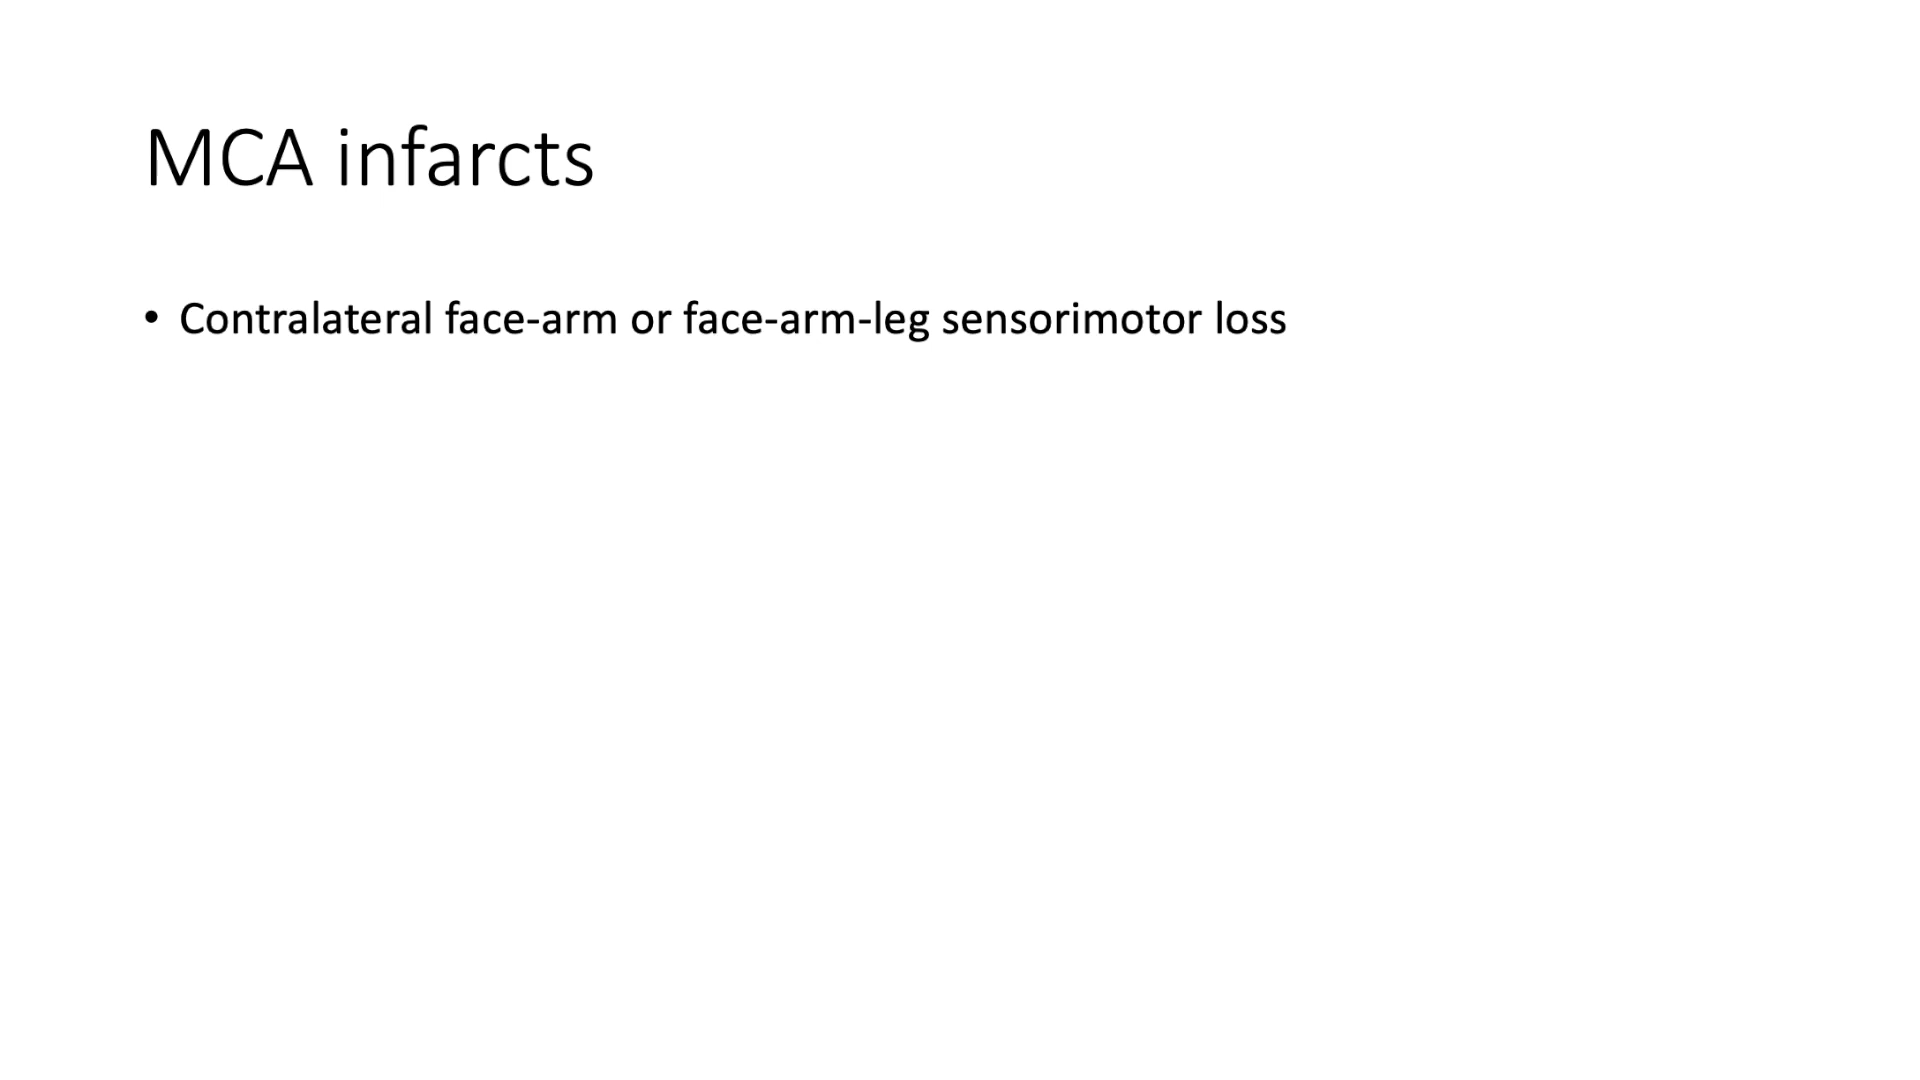 MCA infarcts
• Contralateral face-arm or face-arm-leg sensorimotor loss